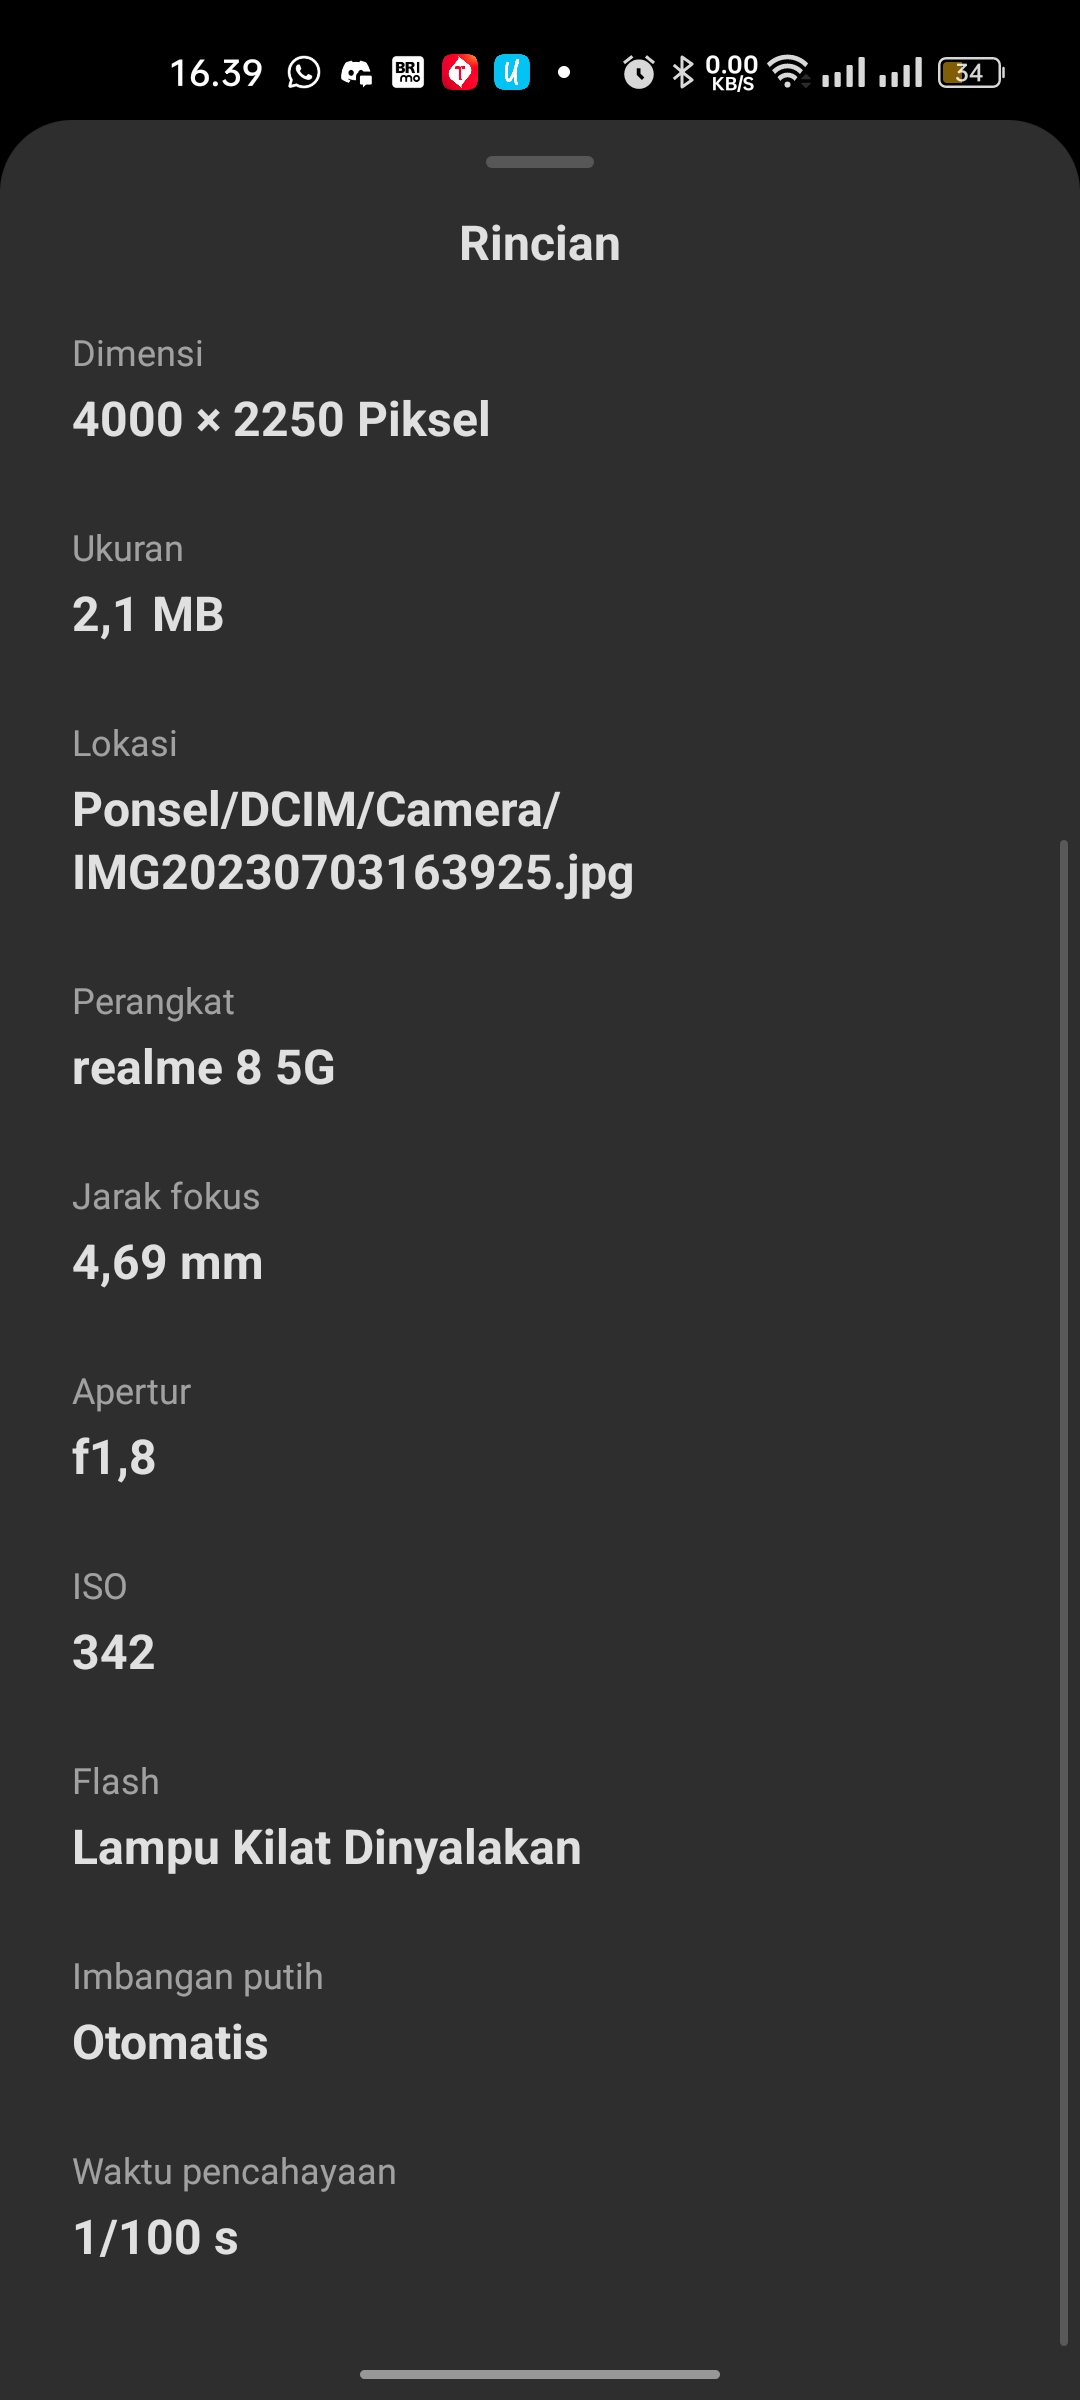 16.39 BRI mo T U 0.00 KB/S 34
Rincian
Dimensi
4000 × 2250 Piksel
Ukuran
2,1 MB
Lokasi
Ponsel/DCIM/Camera/
IMG20230703163925.jpg
Perangkat
realme 8 5G
Jarak fokus
4,69 mm
Apertur
f1,8
ISO
342
Flash
Lampu Kilat Dinyalakan
Imbangan putih
Otomatis
Waktu pencahayaan
1/100 s